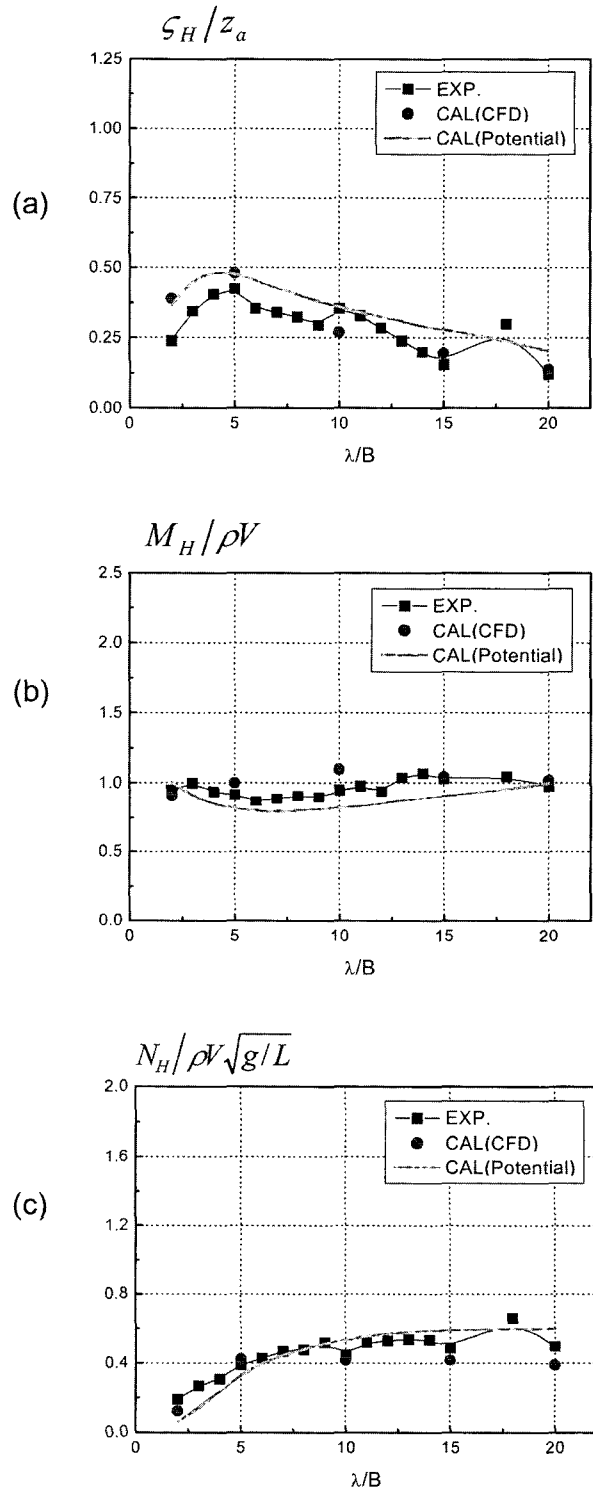 ζ_H/z_a
1.25
1.00
0.75
0.50
0.25
0.00
EXP.
CAL(CFD)
CAL(Potential)
(a)
0 5 10 15 20
λ/B
M_H/ρV
2.5
2.0
1.5
1.0
0.5
0.0
EXP.
CAL(CFD)
CAL(Potential)
(b)
0 5 10 15 20
λ/B
N_H/ρV√g/L
2.0
1.6
1.2
0.8
0.4
0.0
EXP.
CAL(CFD)
CAL(Potential)
(c)
0 5 10 15 20
λ/B